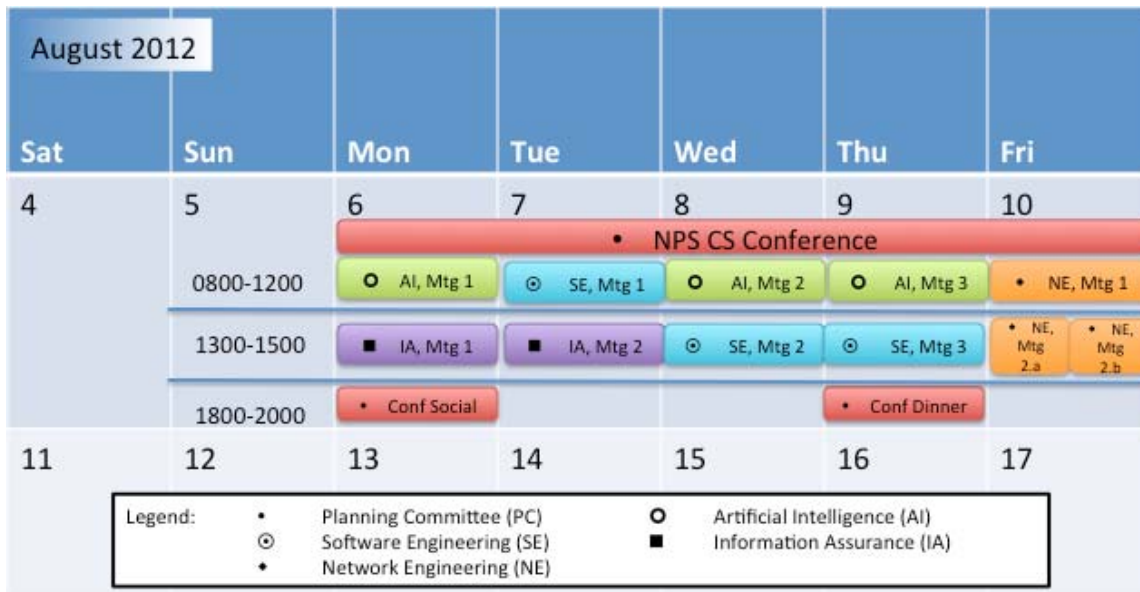 August 2012
Sat Sun Mon Tue Wed Thu Fri
4 5 6 7 8 9 10
• NPS CS Conference
0800-1200 AI, Mtg 1 SE, Mtg 1 AI, Mtg 2 AI, Mtg 3 • NE, Mtg 1
1300-1500 ■ IA, Mtg 1 ■ IA, Mtg 2 SE, Mtg 2 SE, Mtg 3 • NE, Mtg 2.a • NE, Mtg 2.b
1800-2000 • Conf Social • Conf Dinner
11 12 13 14 15 16 17
Legend: • Planning Committee (PC) Artificial Intelligence (AI)
Software Engineering (SE) ■ Information Assurance (IA)
Network Engineering (NE)